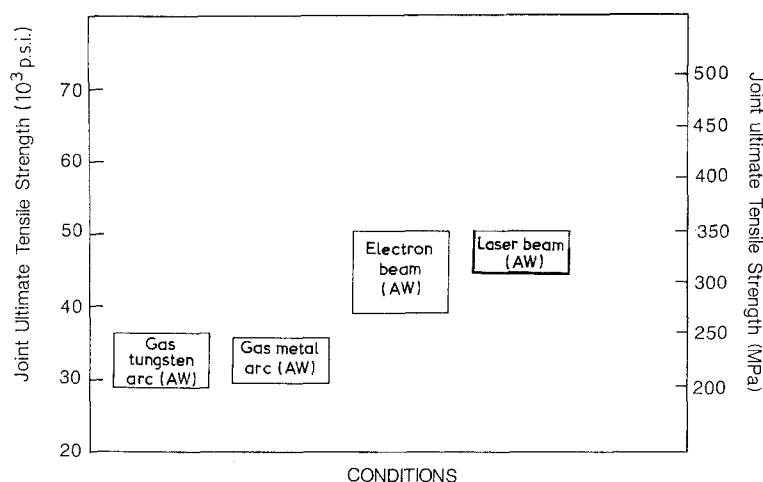 Joint Ultimate Tensile Strength (10³ p.s.i.)
70
60
50
40
30
20
Gas
tungsten
arc (AW)
Gas metal
arc (AW)
Electron
beam
(AW)
Laser beam
(AW)
500
450
400
350
300
250
200
Joint ultimate Tensile Strength (MPa)
CONDITIONS